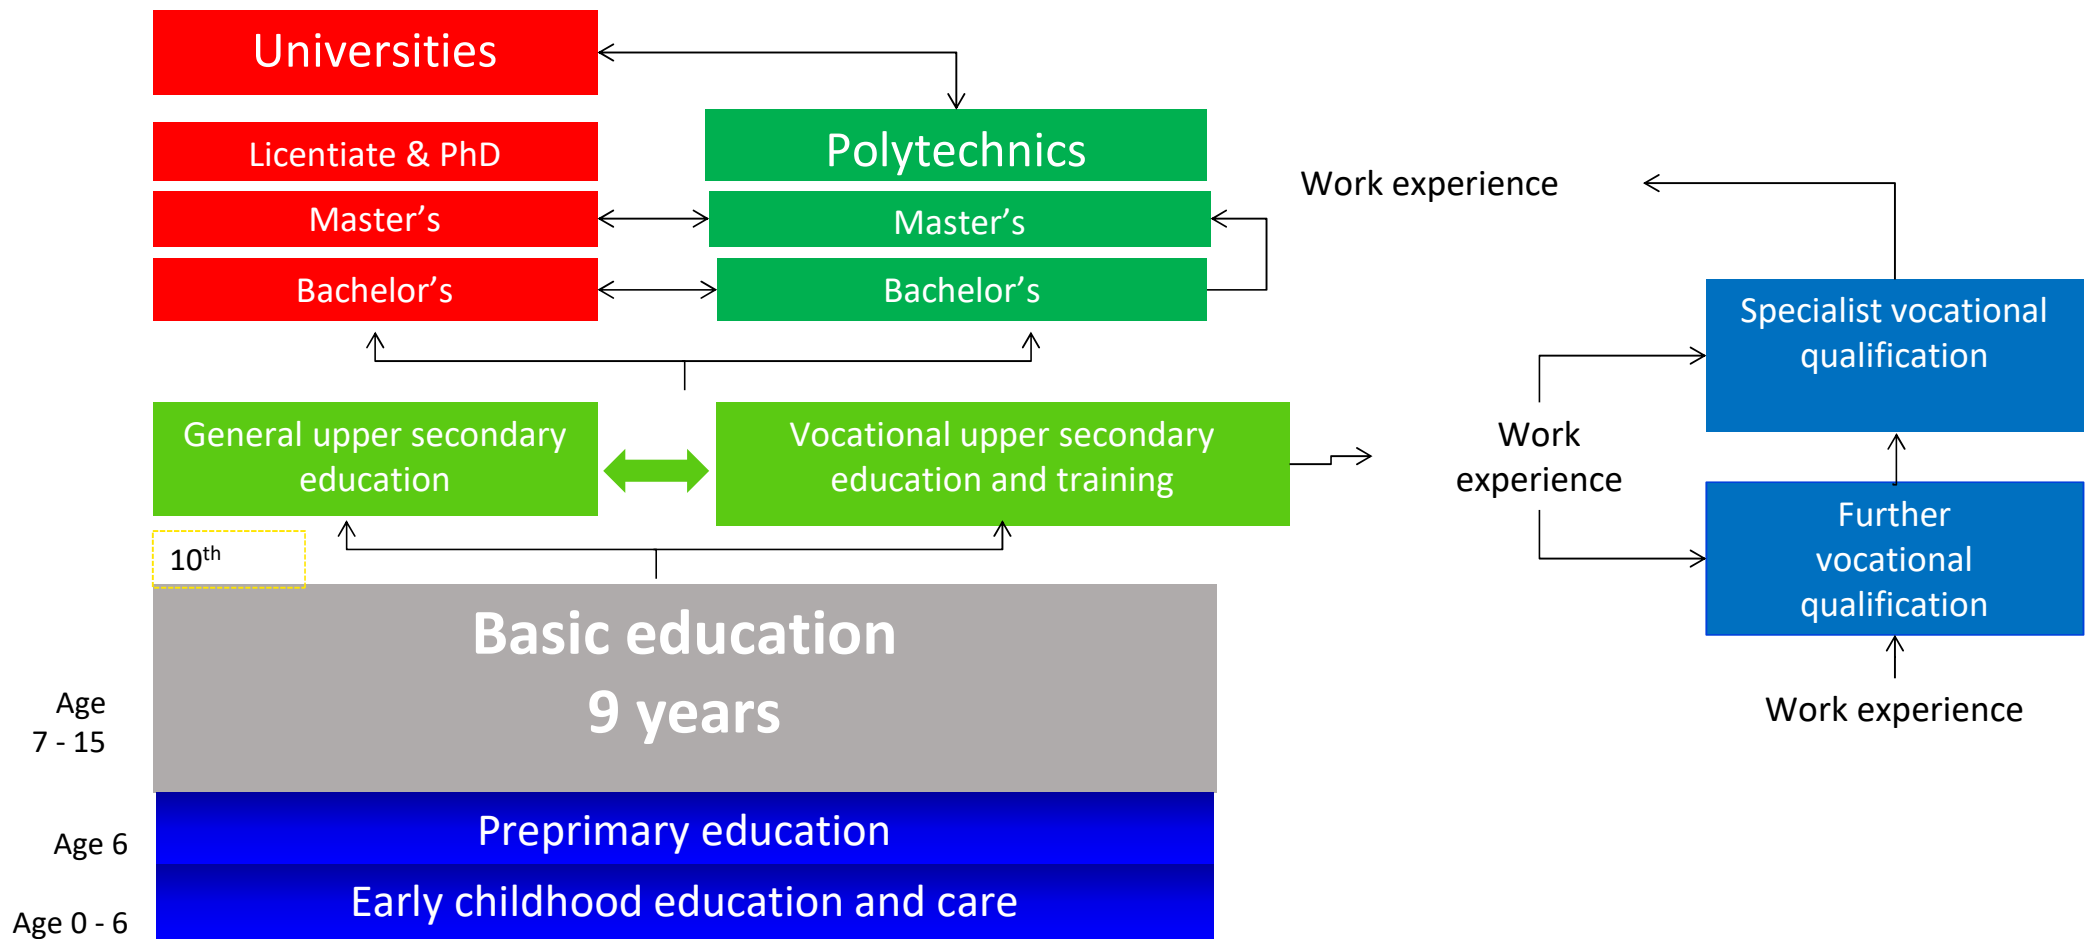 Universities
Licentiate & PhD
Master's
Bachelor's
Polytechnics
Master's
Bachelor's
Work experience
Specialist vocational
qualification
General upper secondary
education
Vocational upper secondary
education and training
Work
experience
Further
vocational
qualification
Work experience
10th
Basic education
9 years
Age
7 - 15
Preprimary education
Age 6
Early childhood education and care
Age 0 - 6